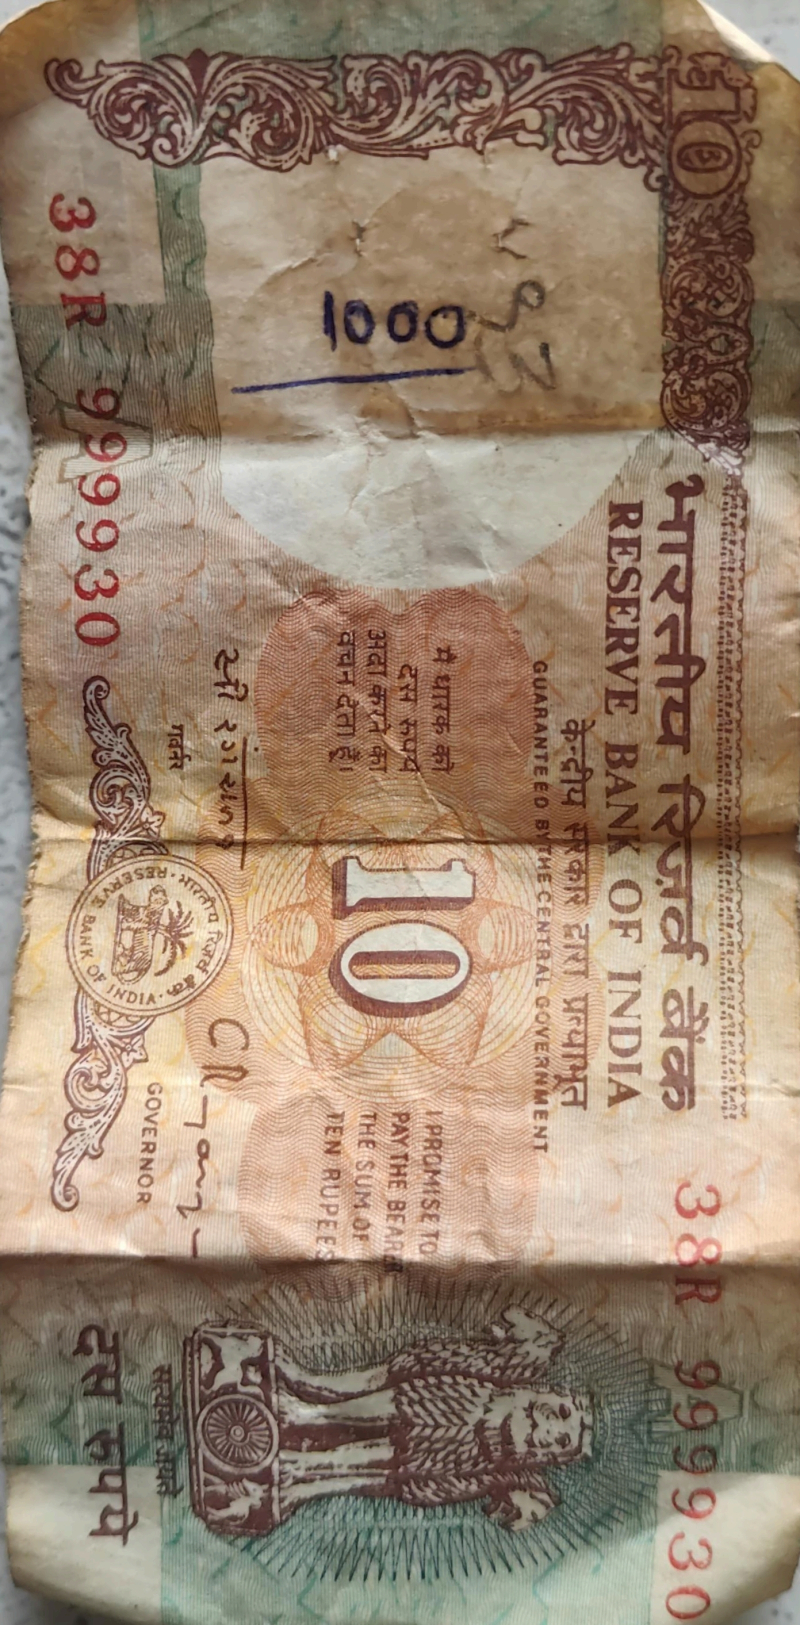 10
भारतीय रिज़र्व बैंक
RESERVE BANK OF INDIA
केन्द्रीय सरकार द्वारा प्रत्याभूत
GUARANTEED BY THE CENTRAL GOVERNMENT
38R 999930
मैं धारक को
दस रुपये
अदा करने का
वचन देता हूँ।
10
I PROMISE TO
PAY THE BEARER
THE SUM OF
TEN RUPEES
1000
गवर्नर
GOVERNOR
38R 999930
भारतीय रिज़र्व बैंक
RESERVE BANK OF INDIA
सत्यमेव जयते
दस रुपये
A
A